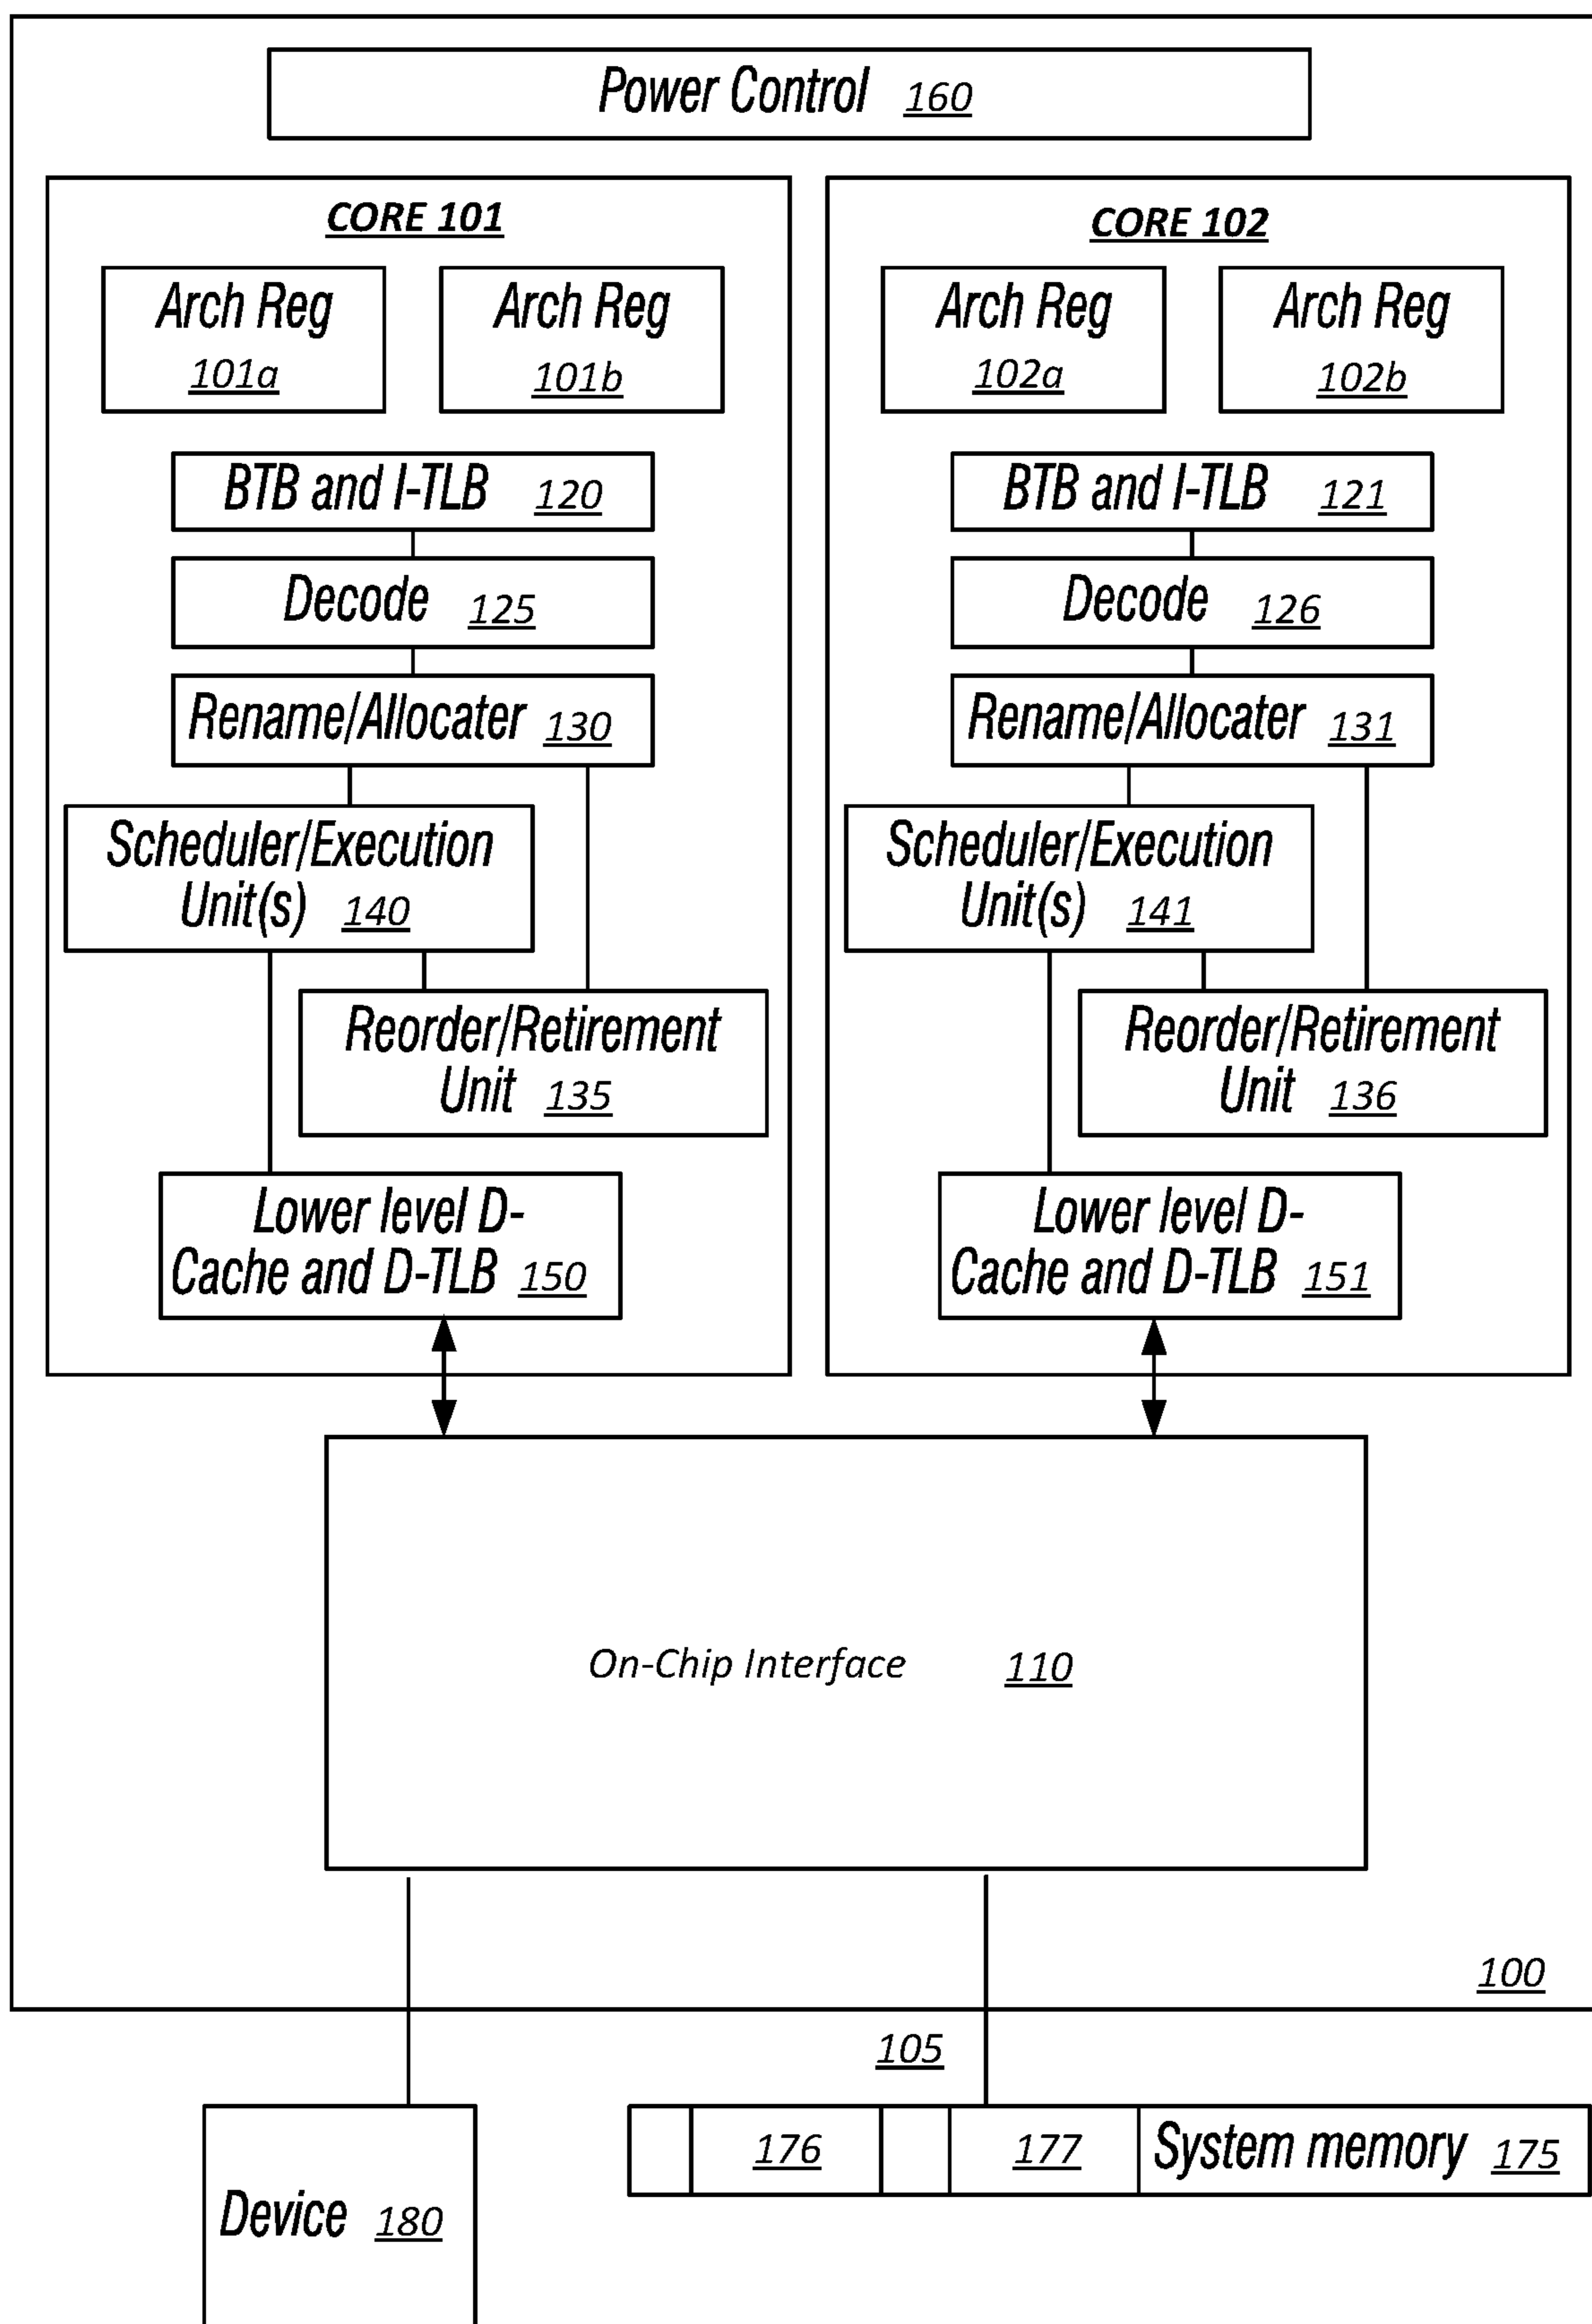 Power Control 160
CORE 101
Arch Reg
101a
Arch Reg
101b
BTB and I-TLB 120
Decode 125
Rename/Allocater 130
Scheduler/Execution
Unit(s) 140
Reorder/Retirement
Unit 135
Lower level D-
Cache and D-TLB 150
CORE 102
Arch Reg
102a
Arch Reg
102b
BTB and I-TLB 121
Decode 126
Rename/Allocater 131
Scheduler/Execution
Unit(s) 141
Reorder/Retirement
Unit 136
Lower level D-
Cache and D-TLB 151
On-Chip Interface 110
100
105
176
177
System memory 175
Device 180